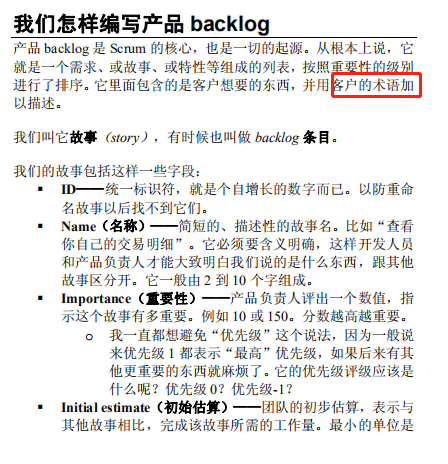 我们怎样编写产品 backlog
产品 backlog 是 Scrum 的核心，也是一切的起源。从根本上说，它
就是一个需求、或故事、或特性等组成的列表，按照重要性的级别
进行了排序。它里面包含的是客户想要的东西，并用客户的术语加
以描述。
我们叫它故事（story），有时候也叫做 backlog 条目。
我们的故事包括这样一些字段：
▪ ID——统一标识符，就是个自增长的数字而已。以防重命
名故事以后找不到它们。
▪ Name（名称）——简短的、描述性的故事名。比如“查看
你自己的交易明细”。它必须要含义明确，这样开发人员
和产品负责人才能大致明白我们说的是什么东西，跟其他
故事区分开。它一般由 2 到 10 个字组成。
▪ Importance（重要性）——产品负责人评出一个数值，指
示这个故事有多重要。例如 10 或 150。分数越高越重要。
o 我一直都想避免“优先级”这个说法，因为一般说
来优先级 1 都表示“最高”优先级，如果后来有其
他更重要的东西就麻烦了。它的优先级评级应该是
什么呢？优先级 0？优先级-1？
▪ Initial estimate（初始估算）——团队的初步估算，表示与
其他故事相比，完成该故事所需的工作量。最小的单位是